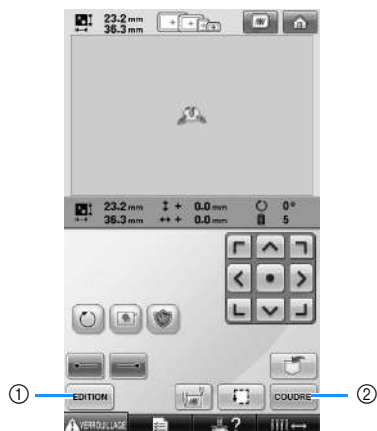 23.2 mm
36.3 mm
23.2 mm ↕ + 0.0 mm 0°
36.3 mm ↔ + 0.0 mm 5
① EDITION COUDRE ②
VERROUILLAGE ?